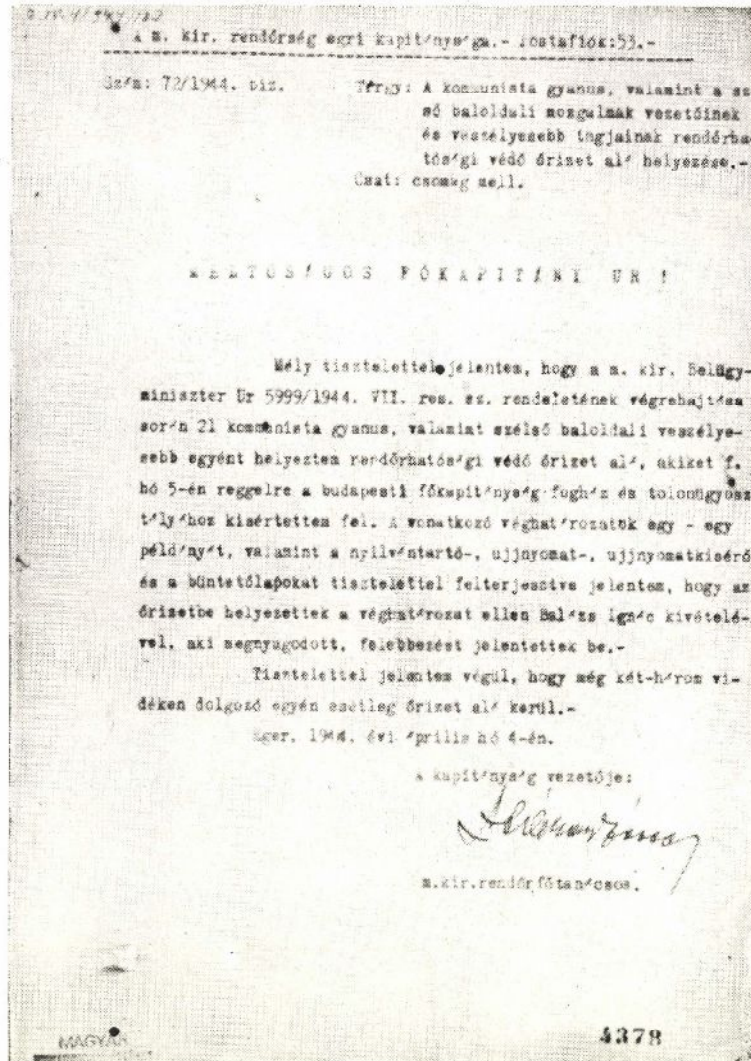 A m. kir. rendőrség egri kapitánysága.- Postafiók:53.-
Szám: 72/1944. biz.
Tárgy: A kommunista gyanus, valamint a szé
ső baloldali mozgalmak vezetőinek
és veszélyesebb tagjainak rendőrha
tósági védő őrizet alá helyezése.-
Csat: csomag mell.
MÉLTÓSÁGOS FŐKAPITÁNY UR !
Mély tisztelettel jelentem, hogy a m. kir. Belügy-
miniszter Ur 5999/1944. VII. res. sz. rendeletének végrehajtása
során 21 kommunista gyanus, valamint szélső baloldali veszélye-
sebb egyént helyeztem rendőrhatósági védő őrizet alá, akiket f.
hó 5-én reggelre a budapesti főkapitányság fogház és tolonügyosz
tályához kisértettem fel. A vonatkozó véghatározatok egy - egy
példányát, valamint a nyilvántartó-, ujjnyomat-, ujjnyomatkisérő
és a büntetőlapokat tisztelettel felterjesztve jelentem, hogy az
őrizetbe helyezettek a véghatározat ellen Balázs Ignác kivételé-
vel, aki megnyugodott, felebbezést jelentettek be.-
Tisztelettel jelentem végül, hogy még két-három vi-
déken dolgozó egyén esetleg őrizet alá kerül.-
Eger, 1944. évi április hó 4-én.
A kapitányság vezetője:
m.kir.rendőrfőtanácsos.
MAGYAR
4378